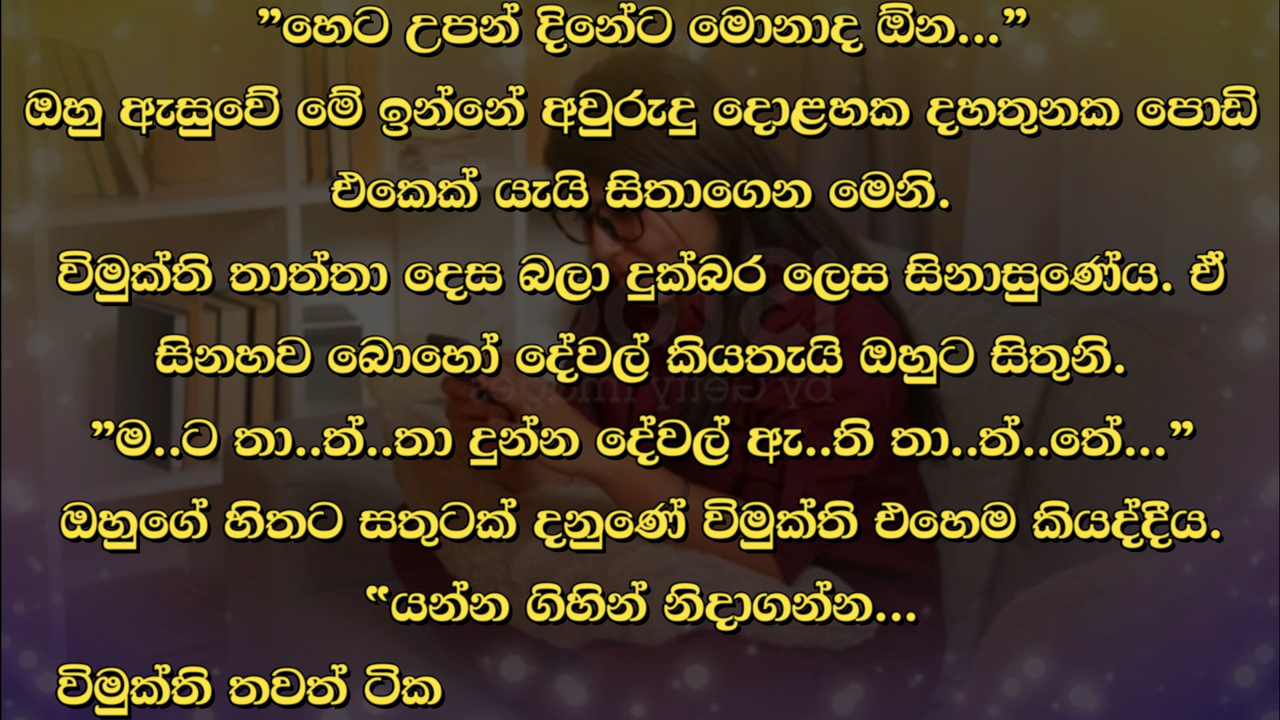 ”හෙට උපන් දිනේට මොනාද ඕන...”
ඔහු ඇසුවේ මේ ඉන්නේ අවුරුදු දොළහක දහතුනක පොඩි
එකෙක් යැයි සිතාගෙන මෙනි.
විමුක්ති තාත්තා දෙස බලා දුක්බර ලෙස සිනාසුණේය. ඒ
සිනහව බොහෝ දේවල් කියතැයි ඔහුට සිතුනි.
”ම..ට තා..ත්..තා දුන්න දේවල් ඇ..ති තා..ත්..තේ...”
ඔහුගේ හිතට සතුටක් දනුණේ විමුක්ති එහෙම කියද්දීය.
“යන්න ගිහින් නිදාගන්න...
විමුක්ති තවත් ටික